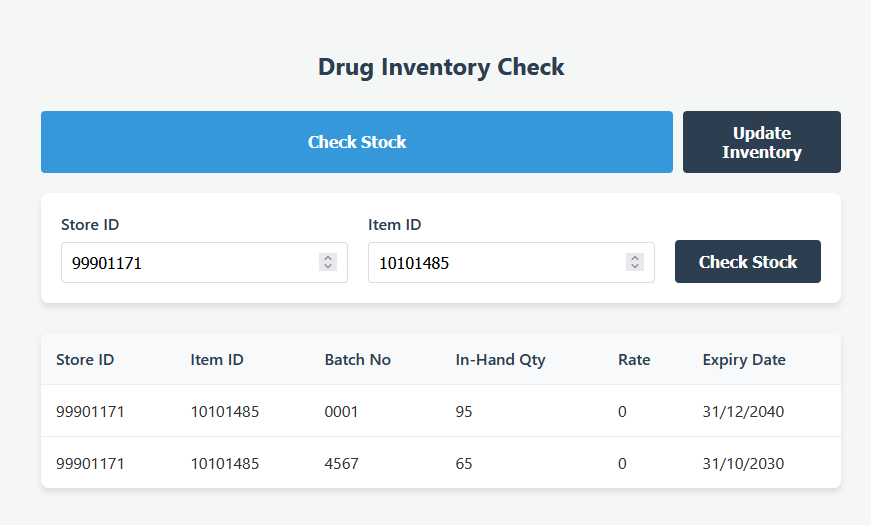 Drug Inventory Check
Check Stock
Update
Inventory
Store ID
Item ID
99901171
10101485
Check Stock
Store ID Item ID Batch No In-Hand Qty Rate Expiry Date
99901171 10101485 0001 95 0 31/12/2040
99901171 10101485 4567 65 0 31/10/2030